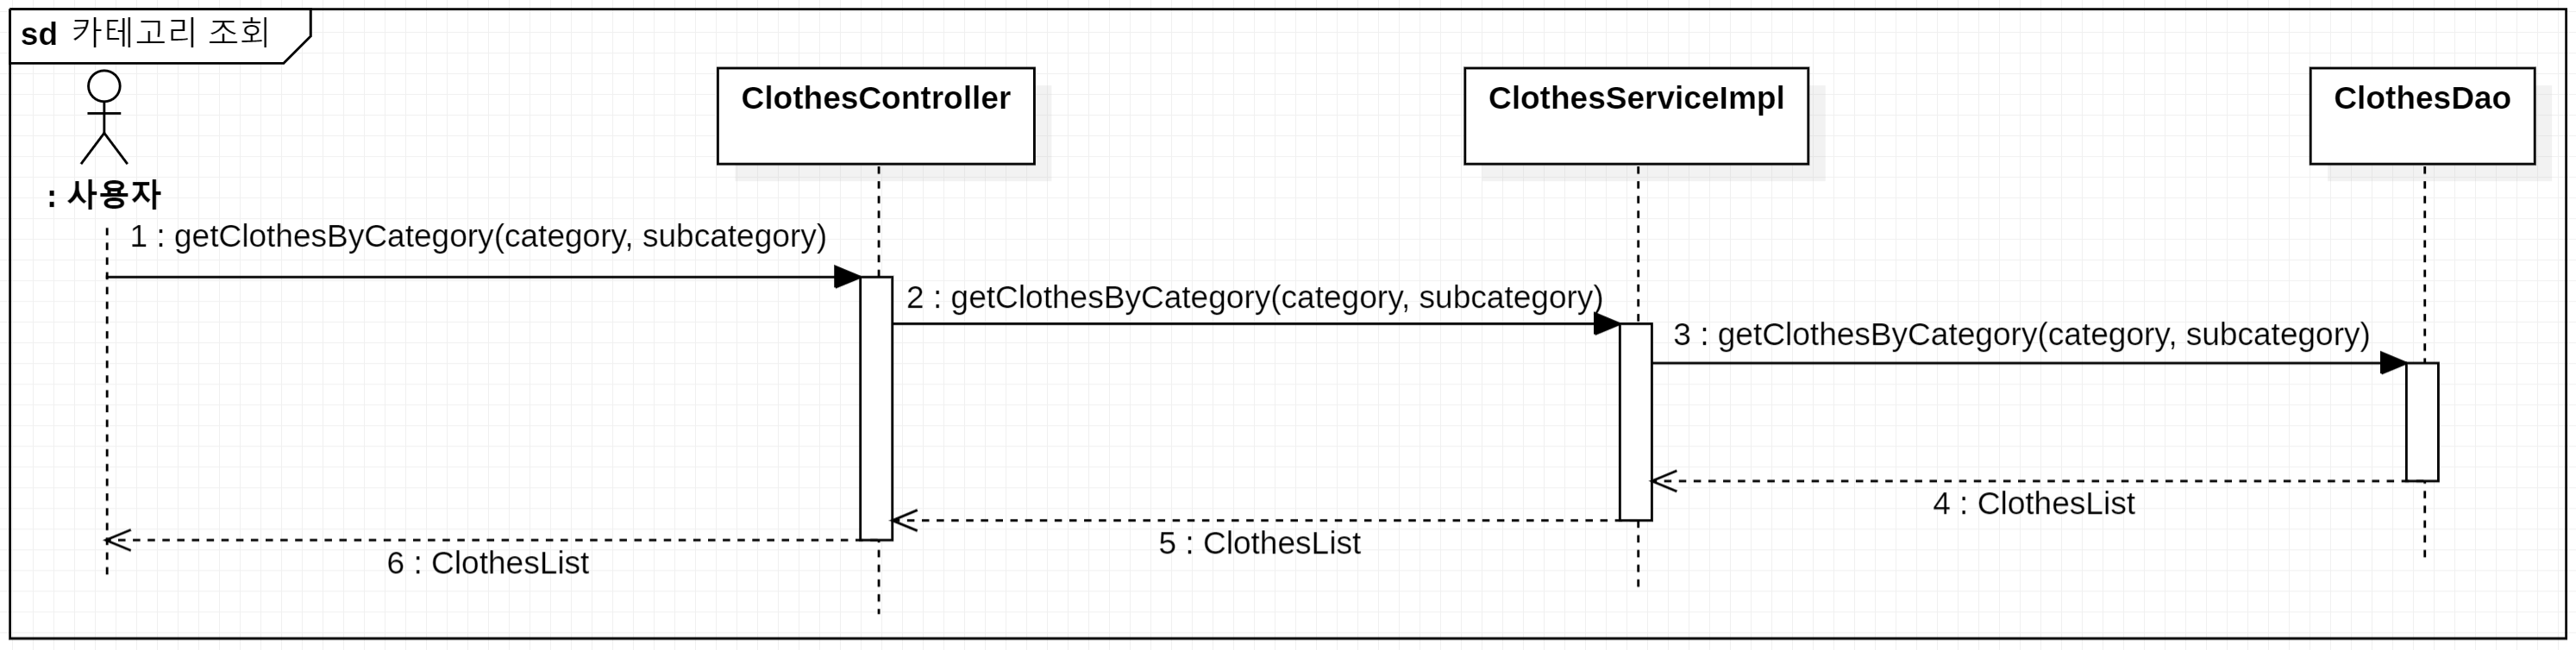 sd 카테고리 조회
ClothesController
ClothesServiceImpl
ClothesDao
: 사용자
1 : getClothesByCategory(category, subcategory)
2 : getClothesByCategory(category, subcategory)
3 : getClothesByCategory(category, subcategory)
4 : ClothesList
5 : ClothesList
6 : ClothesList